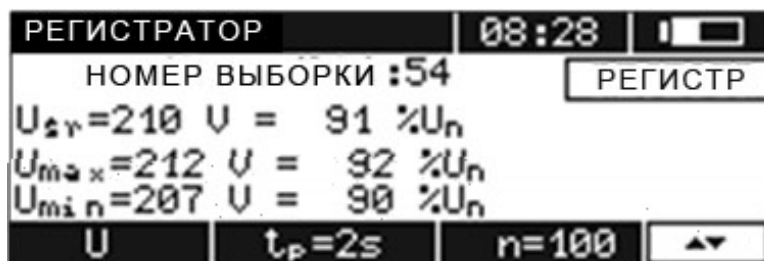 РЕГИСТРАТОР 08:28
НОМЕР ВЫБОРКИ :54 РЕГИСТР
Uśr=210 V = 91 %Un
Umax=212 V = 92 %Un
Umin=207 V = 90 %Un
U tp=2s n=100